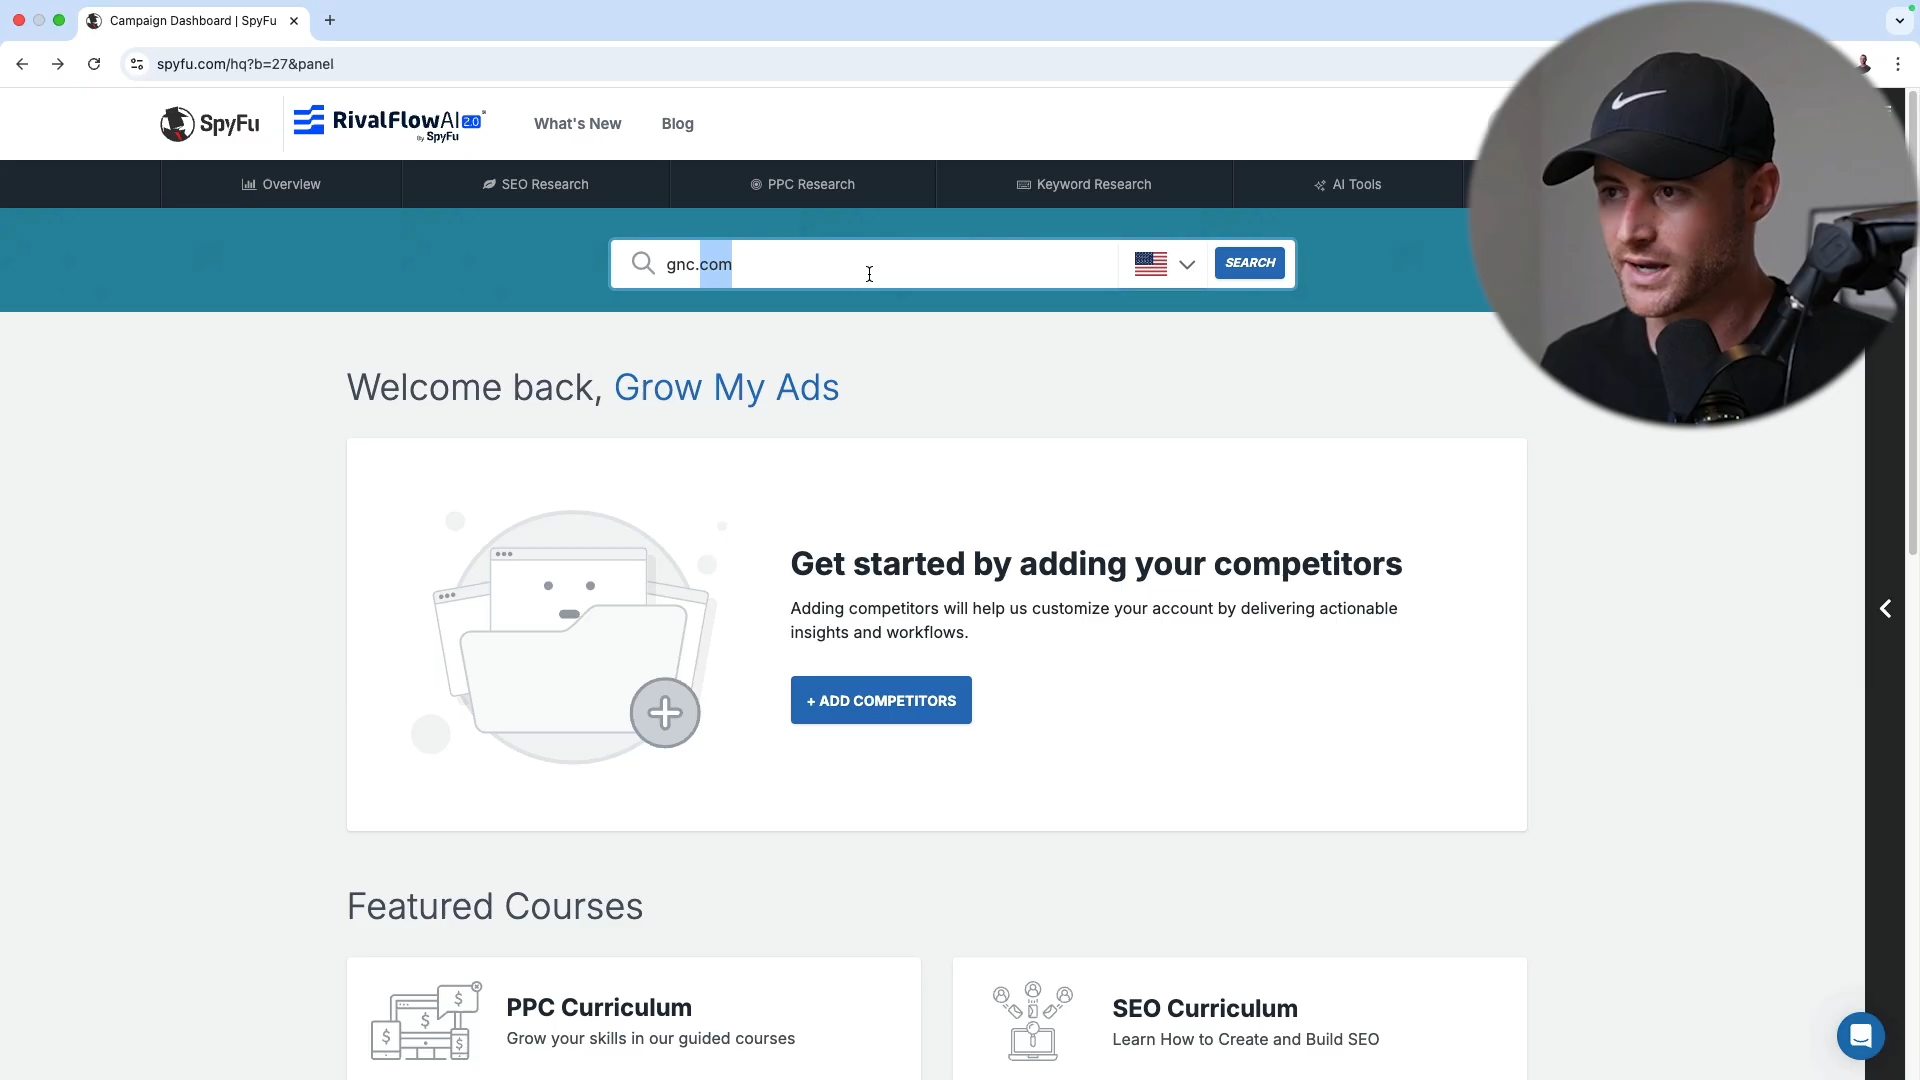 Campaign Dashboard | SpyFu
spyfu.com/hq?b=27&panel
SpyFu
RivalFlowAI 2.0
by SpyFu
What's New
Blog
Overview
SEO Research
PPC Research
Keyword Research
AI Tools
gnc.com
SEARCH
Welcome back, Grow My Ads
Get started by adding your competitors
Adding competitors will help us customize your account by delivering actionable
insights and workflows.
+ ADD COMPETITORS
Featured Courses
PPC Curriculum
Grow your skills in our guided courses
SEO Curriculum
Learn How to Create and Build SEO